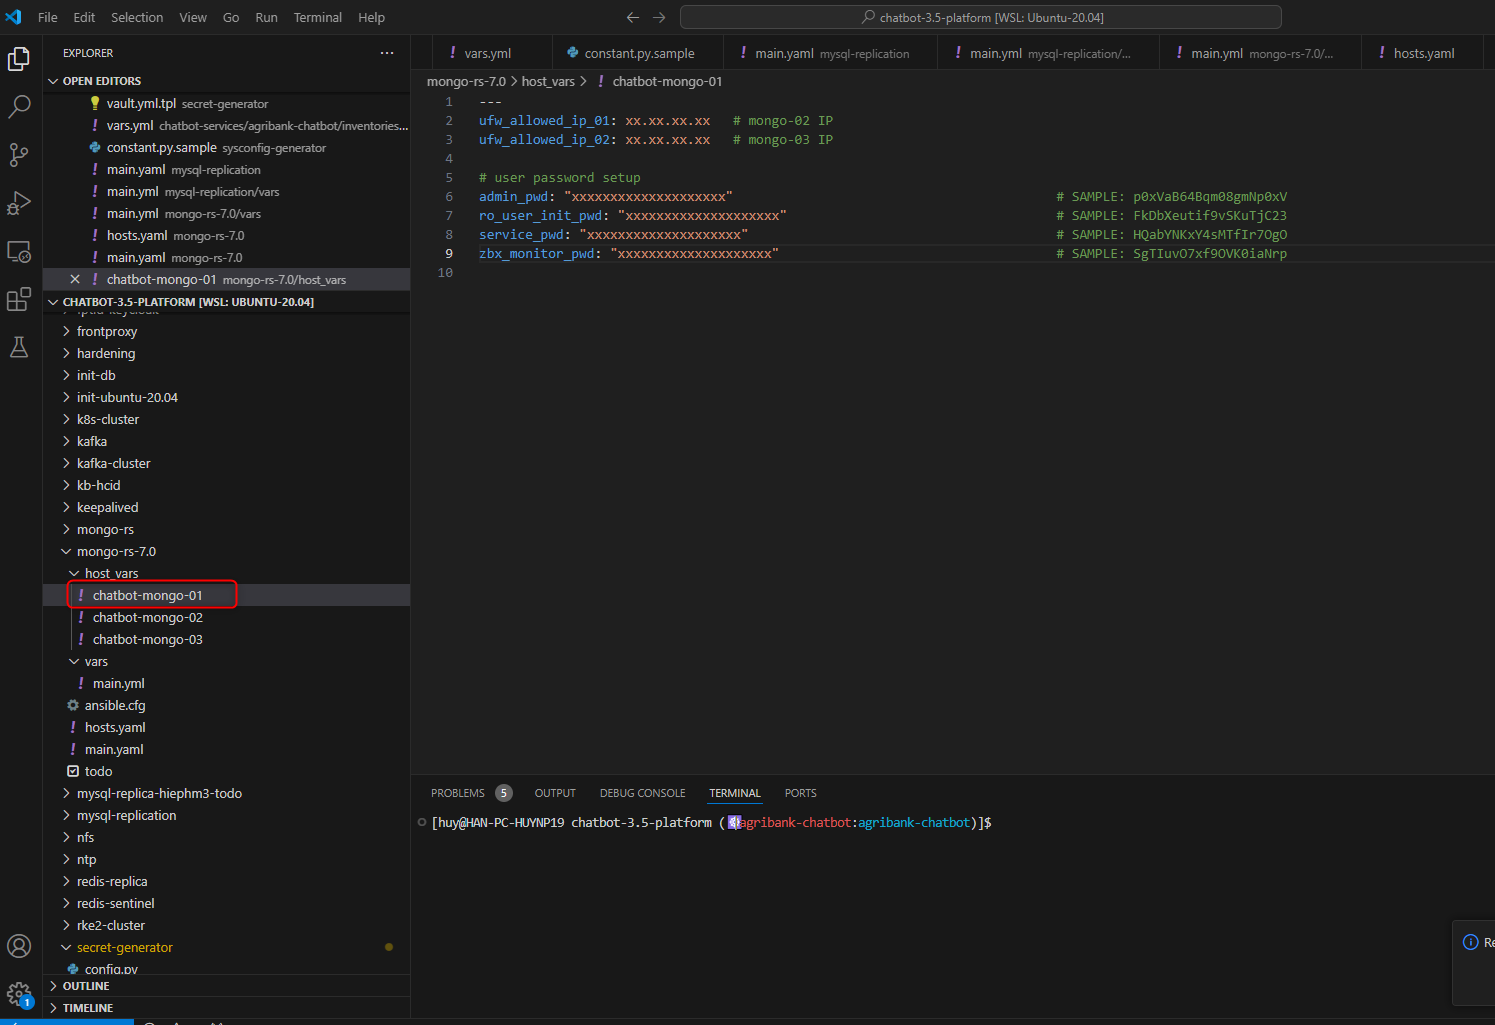 File Edit Selection View Go Run Terminal Help
chatbot-3.5-platform [WSL: Ubuntu-20.04]
EXPLORER
OPEN EDITORS
vault.yml.tpl secret-generator
vars.yml chatbot-services/agribank-chatbot/inventories...
constant.py.sample sysconfig-generator
main.yaml mysql-replication
main.yml mysql-replication/vars
main.yml mongo-rs-7.0/vars
hosts.yaml mongo-rs-7.0
main.yaml mongo-rs-7.0
chatbot-mongo-01 mongo-rs-7.0/host_vars
CHATBOT-3.5-PLATFORM [WSL: UBUNTU-20.04]
frontproxy
hardening
init-db
init-ubuntu-20.04
k8s-cluster
kafka
kafka-cluster
kb-hcid
keepalived
mongo-rs
mongo-rs-7.0
host_vars
chatbot-mongo-01
chatbot-mongo-02
chatbot-mongo-03
vars
main.yml
ansible.cfg
hosts.yaml
main.yaml
todo
mysql-replica-hiephm3-todo
mysql-replication
nfs
ntp
redis-replica
redis-sentinel
rke2-cluster
secret-generator
config.py
OUTLINE
TIMELINE
1
vars.yml
constant.py.sample
main.yaml mysql-replication
main.yml mysql-replication/...
main.yml mongo-rs-7.0/...
hosts.yaml
mongo-rs-7.0 > host_vars > ! chatbot-mongo-01
1 ---
2 ufw_allowed_ip_01: xx.xx.xx.xx # mongo-02 IP
3 ufw_allowed_ip_02: xx.xx.xx.xx # mongo-03 IP
4
5 # user password setup
6 admin_pwd: "xxxxxxxxxxxxxxxxxxxx" # SAMPLE: p0xVaB64Bqm08gmNp0xV
7 ro_user_init_pwd: "xxxxxxxxxxxxxxxxxxxx" # SAMPLE: FkDbXeutif9vSKuTjC23
8 service_pwd: "xxxxxxxxxxxxxxxxxxxx" # SAMPLE: HQabYNKxY4sMTfIr7OgO
9 zbx_monitor_pwd: "xxxxxxxxxxxxxxxxxxxx" # SAMPLE: SgTIuvO7xf9OVK0iaNrp
10
PROBLEMS 5 OUTPUT DEBUG CONSOLE TERMINAL PORTS
[huy@HAN-PC-HUYNP19 chatbot-3.5-platform (agribank-chatbot:agribank-chatbot)]$
Re